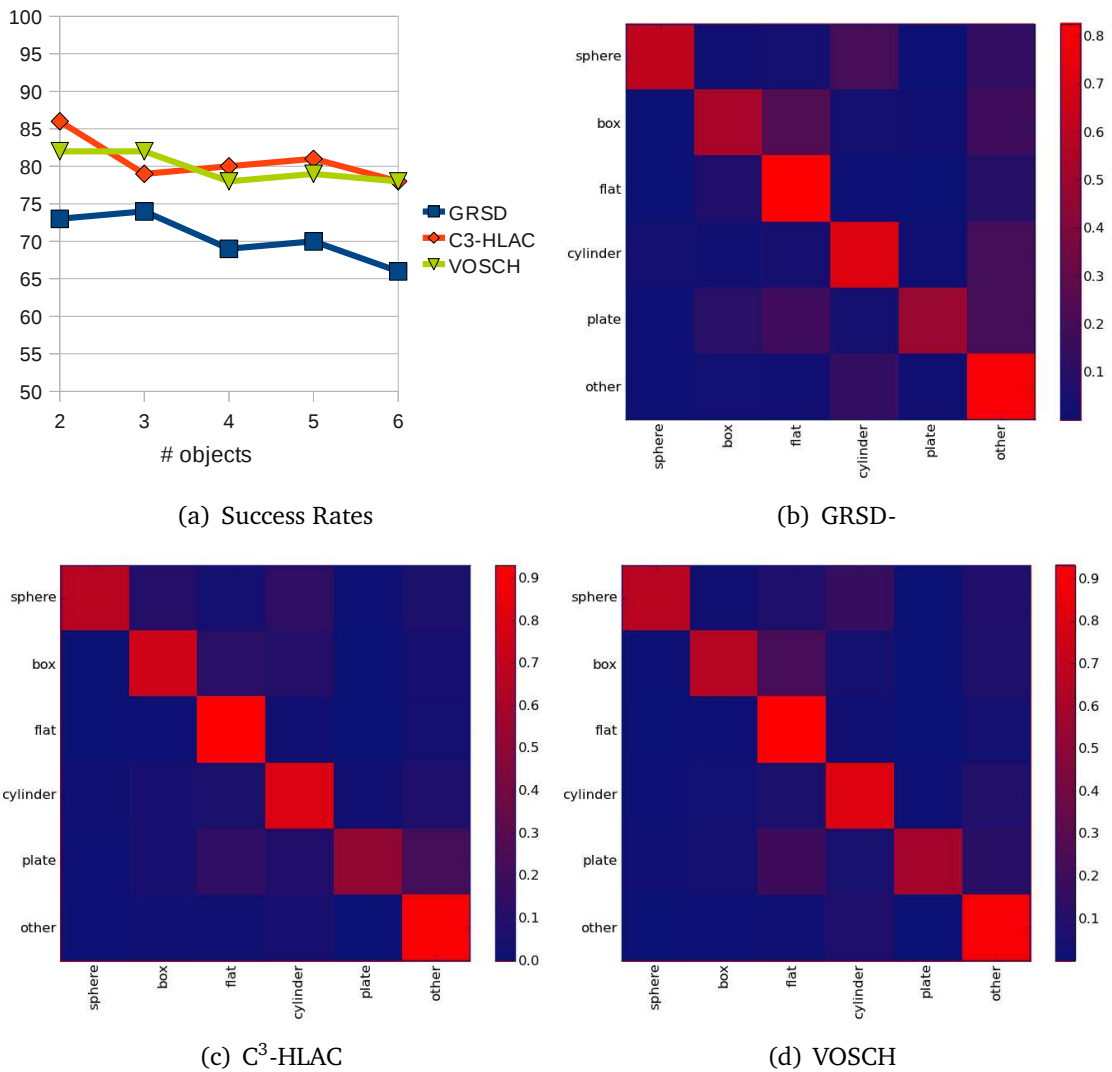 100
95
90
85
80
75
70
65
60
55
50
2 3 4 5 6
# objects
GRSD
C3-HLAC
VOSCH
(a) Success Rates
sphere
box
flat
cylinder
plate
other
sphere box flat cylinder plate other
0.8
0.7
0.6
0.5
0.4
0.3
0.2
0.1
(b) GRSD-
sphere
box
flat
cylinder
plate
other
sphere box flat cylinder plate other
0.9
0.8
0.7
0.6
0.5
0.4
0.3
0.2
0.1
0.0
(c) C³-HLAC
sphere
box
flat
cylinder
plate
other
sphere box flat cylinder plate other
0.9
0.8
0.7
0.6
0.5
0.4
0.3
0.2
0.1
(d) VOSCH